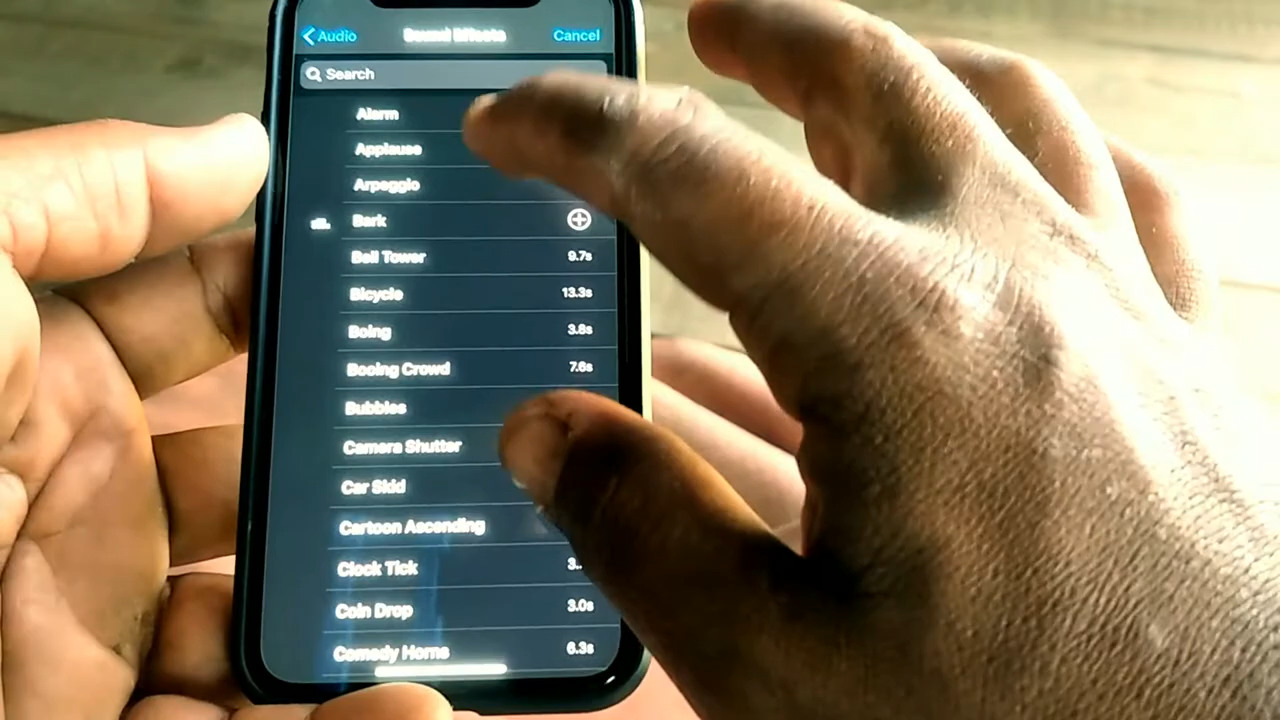 Audio Sound Effects Cancel
Search
Alarm
Applause
Arpeggio
Bark
Bell Tower 9.7s
Bicycle 13.3s
Boing 3.8s
Booing Crowd 7.6s
Bubbles
Camera Shutter
Car Skid
Cartoon Ascending
Clock Tick
Coin Drop 3.0s
Comedy Horns 6.3s